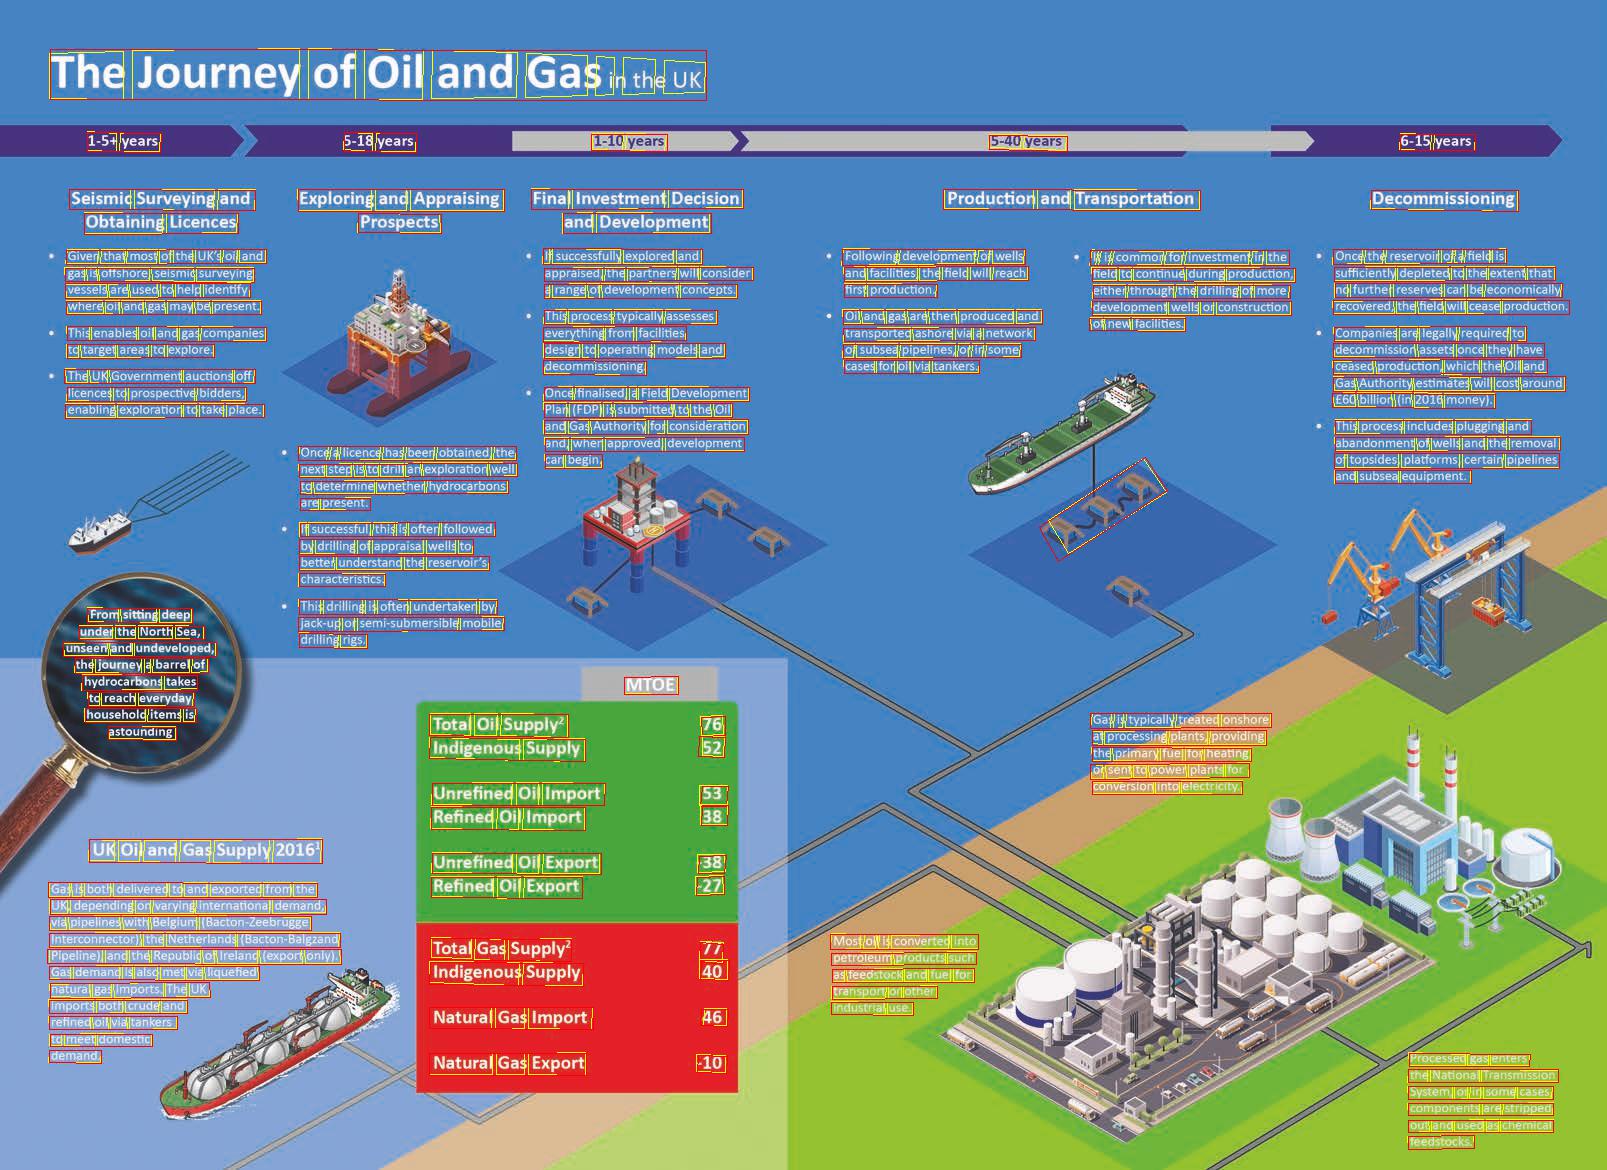 The Journey of Oil and Gas in the UK
1-5+ years
5-18 years
1-10 years
5-40 years
6-15 years
Seismic Surveying and
Obtaining Licences
Given that most of the UK's oil and
gas is offshore, seismic surveying
vessels are used to help identify
where oil and gas may be present.
This enables oil and gas companies
to target areas to explore.
The UK Government auctions off
licences to prospective bidders,
enabling exploration to take place.
Exploring and Appraising
Prospects
Once a licence has been obtained, the
next step is to drill an exploration well
to determine whether hydrocarbons
are present.
If successful, this is often followed
by drilling of appraisal wells to
better understand the reservoir's
characteristics.
This drilling is often undertaken by
jack-up or semi-submersible mobile
drilling rigs.
Final Investment Decision
and Development
If successfully explored and
appraised, the partners will consider
a range of development concepts.
This process typically assesses
everything from facilities
design to operating models and
decommissioning.
Once finalised, a Field Development
Plan (FDP) is submitted to the Oil
and Gas Authority for consideration
and, when approved, development
can begin.
Production and Transportation
Following development of wells
and facilities, the field will reach
first production.
Oil and gas are then produced and
transported ashore via a network
of subsea pipelines, or in some
cases for oil via tankers.
It is common for investment in the
field to continue during production,
either through the drilling of more
development wells or construction
of new facilities.
Decommissioning
Once the reservoir of a field is
sufficiently depleted to the extent that
no further reserves can be economically
recovered, the field will cease production.
Companies are legally required to
decommission assets once they have
ceased production, which the Oil and
Gas Authority estimates will cost around
£60 billion (in 2016 money).
This process includes plugging and
abandonment of wells and the removal
of topsides, platforms, certain pipelines
and subsea equipment.
From sitting deep
under the North Sea,
unseen and undeveloped,
the journey a barrel of
hydrocarbons takes
to reach everyday
household items is
astounding
UK Oil and Gas Supply 2016¹
Gas is both delivered to and exported from the
UK, depending on varying international demand,
via pipelines with Belgium (Bacton-Zeebrugge
Interconnector), the Netherlands (Bacton-Balgzand
Pipeline), and the Republic of Ireland (export only).
Gas demand is also met via liquefied
natural gas imports. The UK
imports both crude and
refined oil via tankers
to meet domestic
demand.
MTOE
Total Oil Supply² 76
Indigenous Supply 52
Unrefined Oil Import 53
Refined Oil Import 38
Unrefined Oil Export -38
Refined Oil Export -27
Total Gas Supply² 77
Indigenous Supply 40
Natural Gas Import 46
Natural Gas Export -10
Gas is typically treated onshore
at processing plants, providing
the primary fuel for heating
or sent to power plants for
conversion into electricity.
Most oil is converted into
petroleum products such
as feedstock and fuel for
transport or other
industrial use.
Processed gas enters
the National Transmission
System, or in some cases,
components are stripped
out and used as chemical
feedstocks.